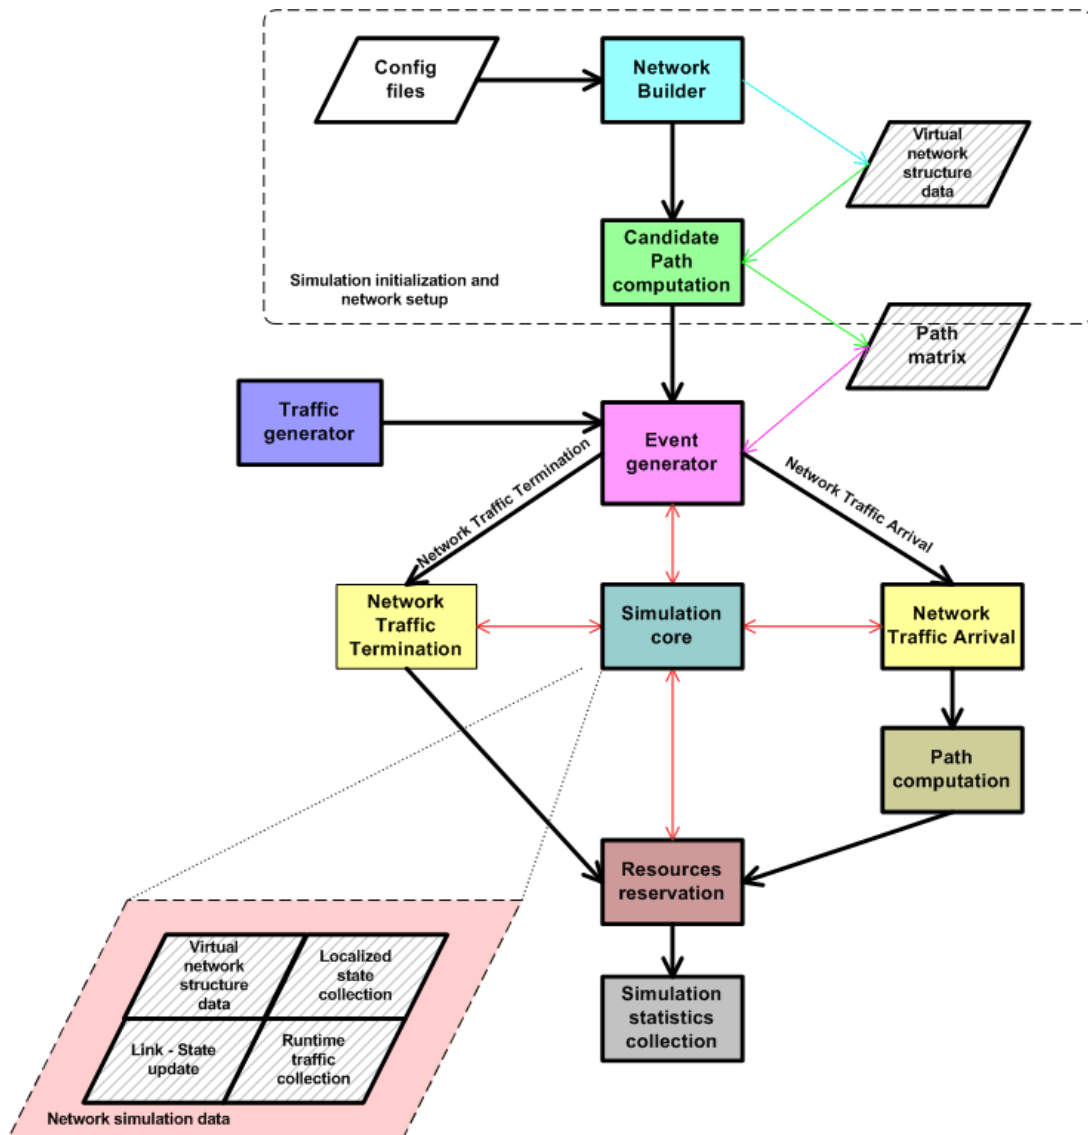 Config
files
Network
Builder
Virtual
network
structure
data
Candidate
Path
computation
Simulation initialization and
network setup
Path
matrix
Traffic
generator
Event
generator
Network Traffic Termination
Network Traffic Arrival
Network
Traffic
Termination
Simulation
core
Network
Traffic Arrival
Path
computation
Resources
reservation
Virtual
network
structure
data
Localized
state
collection
Link - State
update
Runtime
traffic
collection
Network simulation data
Simulation
statistics
collection